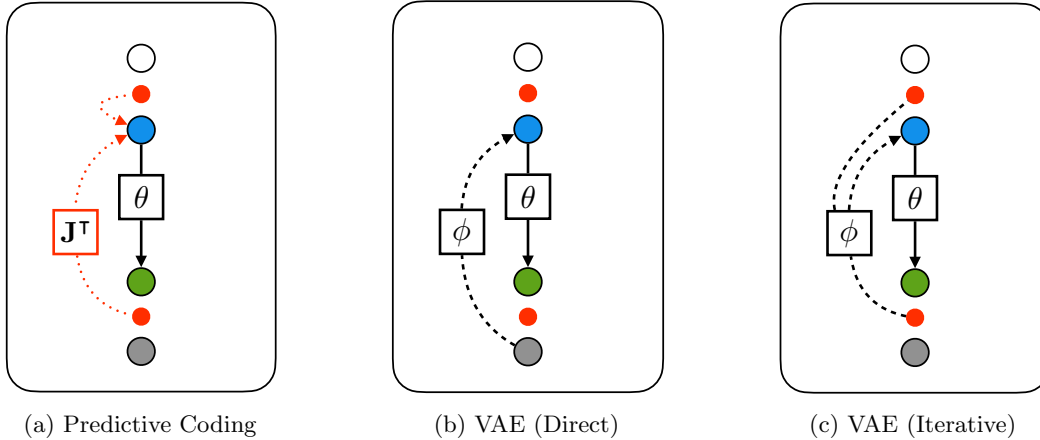 θ
J⊤
θ
ϕ
θ
ϕ
(a) Predictive Coding
(b) VAE (Direct)
(c) VAE (Iterative)